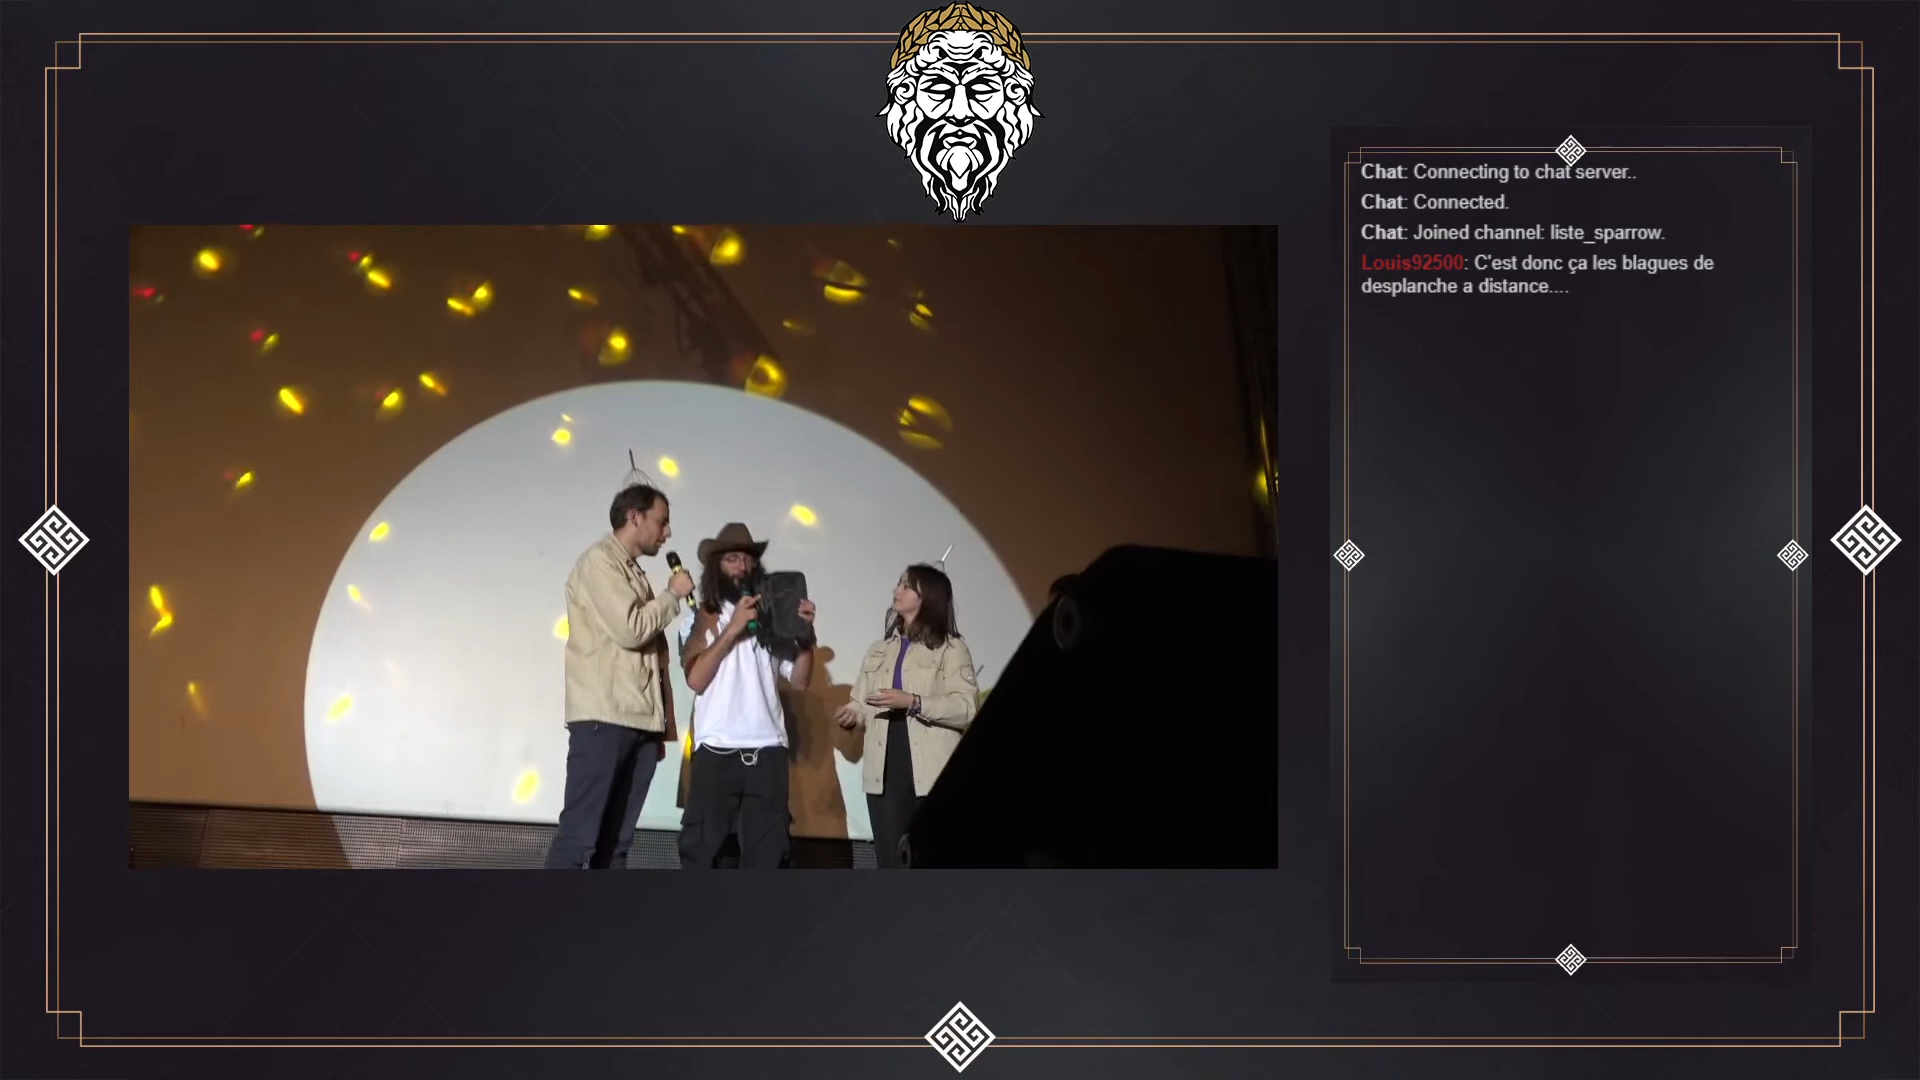 Chat: Connecting to chat server..
Chat: Connected.
Chat: Joined channel: liste_sparrow.
Louis92500: C'est donc ça les blagues de
desplanche a distance....